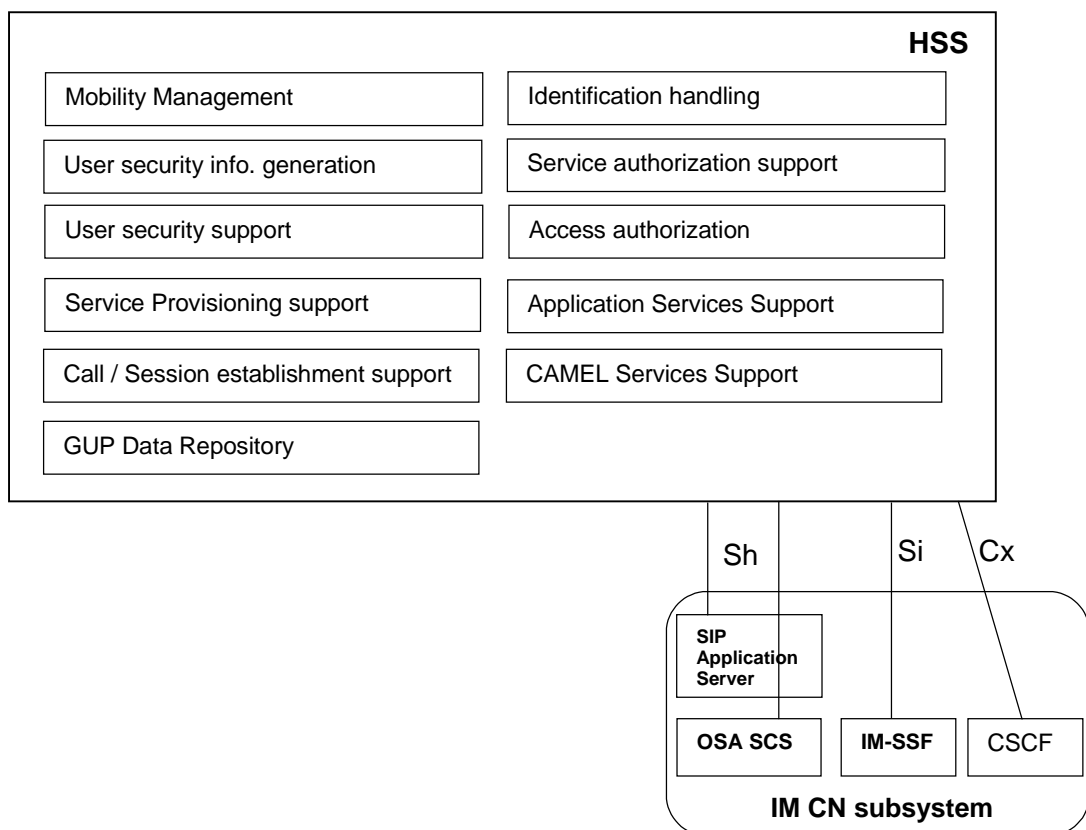 HSS
Mobility Management
Identification handling
User security info. generation
Service authorization support
User security support
Access authorization
Service Provisioning support
Application Services Support
Call / Session establishment support
CAMEL Services Support
GUP Data Repository
Sh
Si
Cx
SIP
Application
Server
OSA SCS
IM-SSF
CSCF
IM CN subsystem